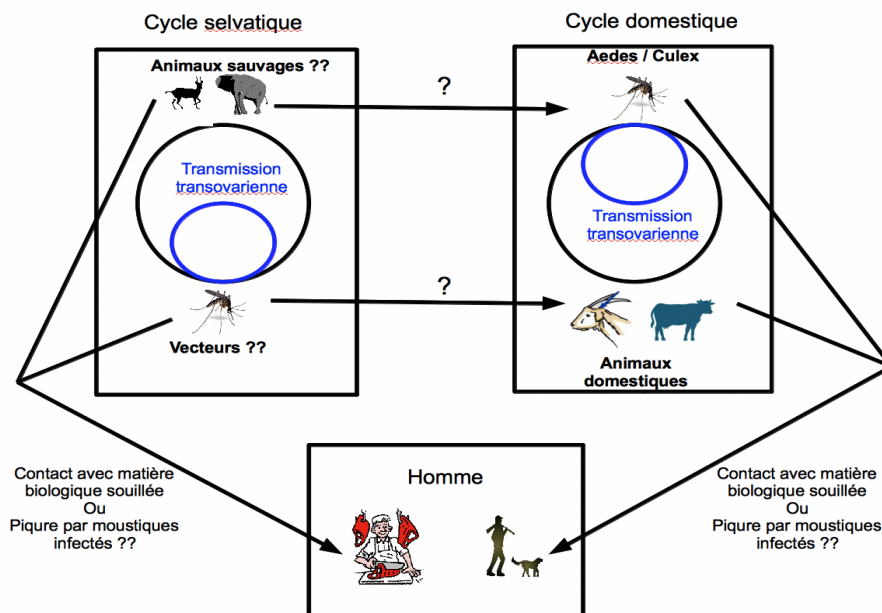 Cycle selvatique
Cycle domestique
Animaux sauvages ??
Aedes / Culex
?
Transmission
transovarienne
Transmission
transovarienne
?
Vecteurs ??
Animaux
domestiques
Contact avec matière
biologique souillée
Ou
Piqure par moustiques
infectés ??
Homme
Contact avec matière
biologique souillée
Ou
Piqure par moustiques
infectés ??